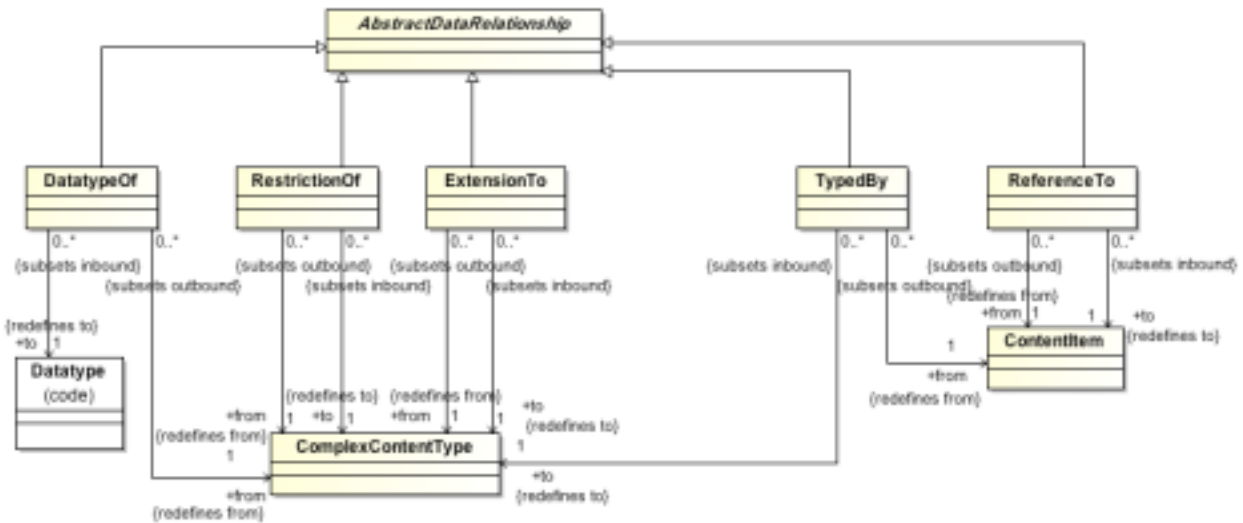 AbstractDataRelationship
DatatypeOf
RestrictionOf
ExtensionTo
TypedBy
ReferenceTo
0..*
0..*
0..*
0..*
0..*
0..*
0..*
0..*
0..*
0..*
{subsets inbound}
{subsets outbound}
{subsets outbound}
{subsets inbound}
{subsets outbound}
{subsets inbound}
{subsets inbound}
{subsets outbound}
{subsets outbound}
{subsets inbound}
{redefines from}
+from
1
1
+to
{redefines to}
ContentItem
{redefines to}
+to
1
Datatype
(code)
1
+from
{redefines from}
{redefines to}
{redefines from}
+from
1
+to
1
+from
1
1
+to
{redefines to}
{redefines from}
1
ComplexContentType
1
+to
{redefines to}
+from
{redefines from}